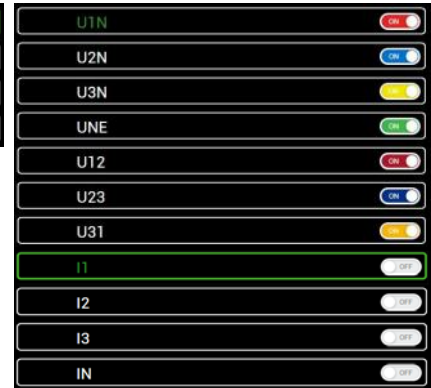 U1N ON
U2N ON
U3N ON
UNE ON
U12 ON
U23 ON
U31 ON
I1 OFF
I2 OFF
I3 OFF
IN OFF